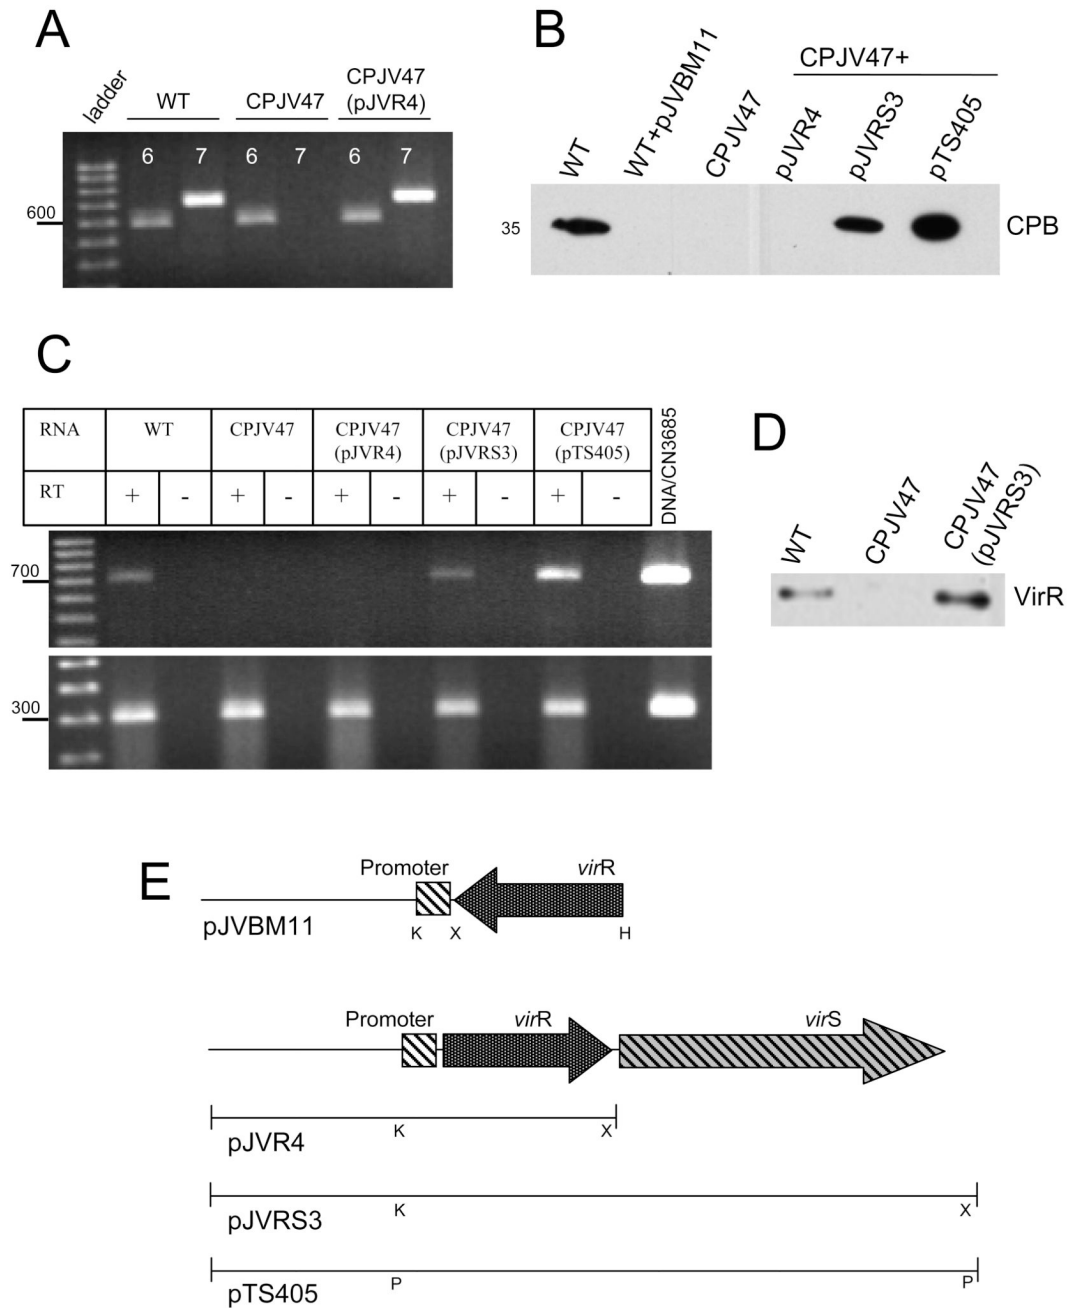 A
ladder
WT
CPJV47
CPJV47
(pJVR4)
6 7 6 7 6 7
600
B
CPJV47+
WT
WT+pJVBM11
CPJV47
pJVR4
pJVRS3
pTS405
35
CPB
C
RNA WT CPJV47 CPJV47 CPJV47 CPJV47
(pJVR4) (pJVRS3) (pTS405)
DNA/CN3685
RT + - + - + - + - + -
700
300
D
WT
CPJV47
CPJV47
(pJVRS3)
VirR
E
Promoter virR
pJVBM11
K X H
Promoter virR virS
K X
pJVR4
K X
pJVRS3
P P
pTS405